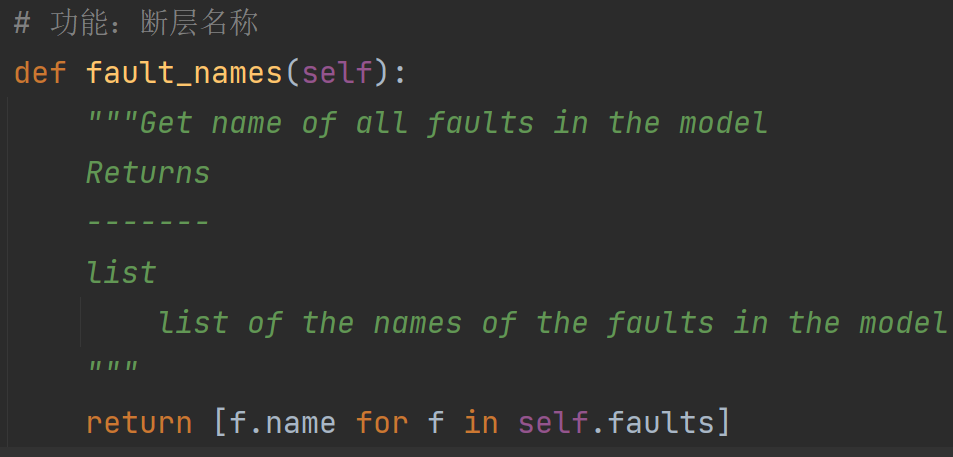 # 功能：断层名称
def fault_names(self):
    """Get name of all faults in the model
    Returns
    -------
    list
        list of the names of the faults in the model
    """
    return [f.name for f in self.faults]